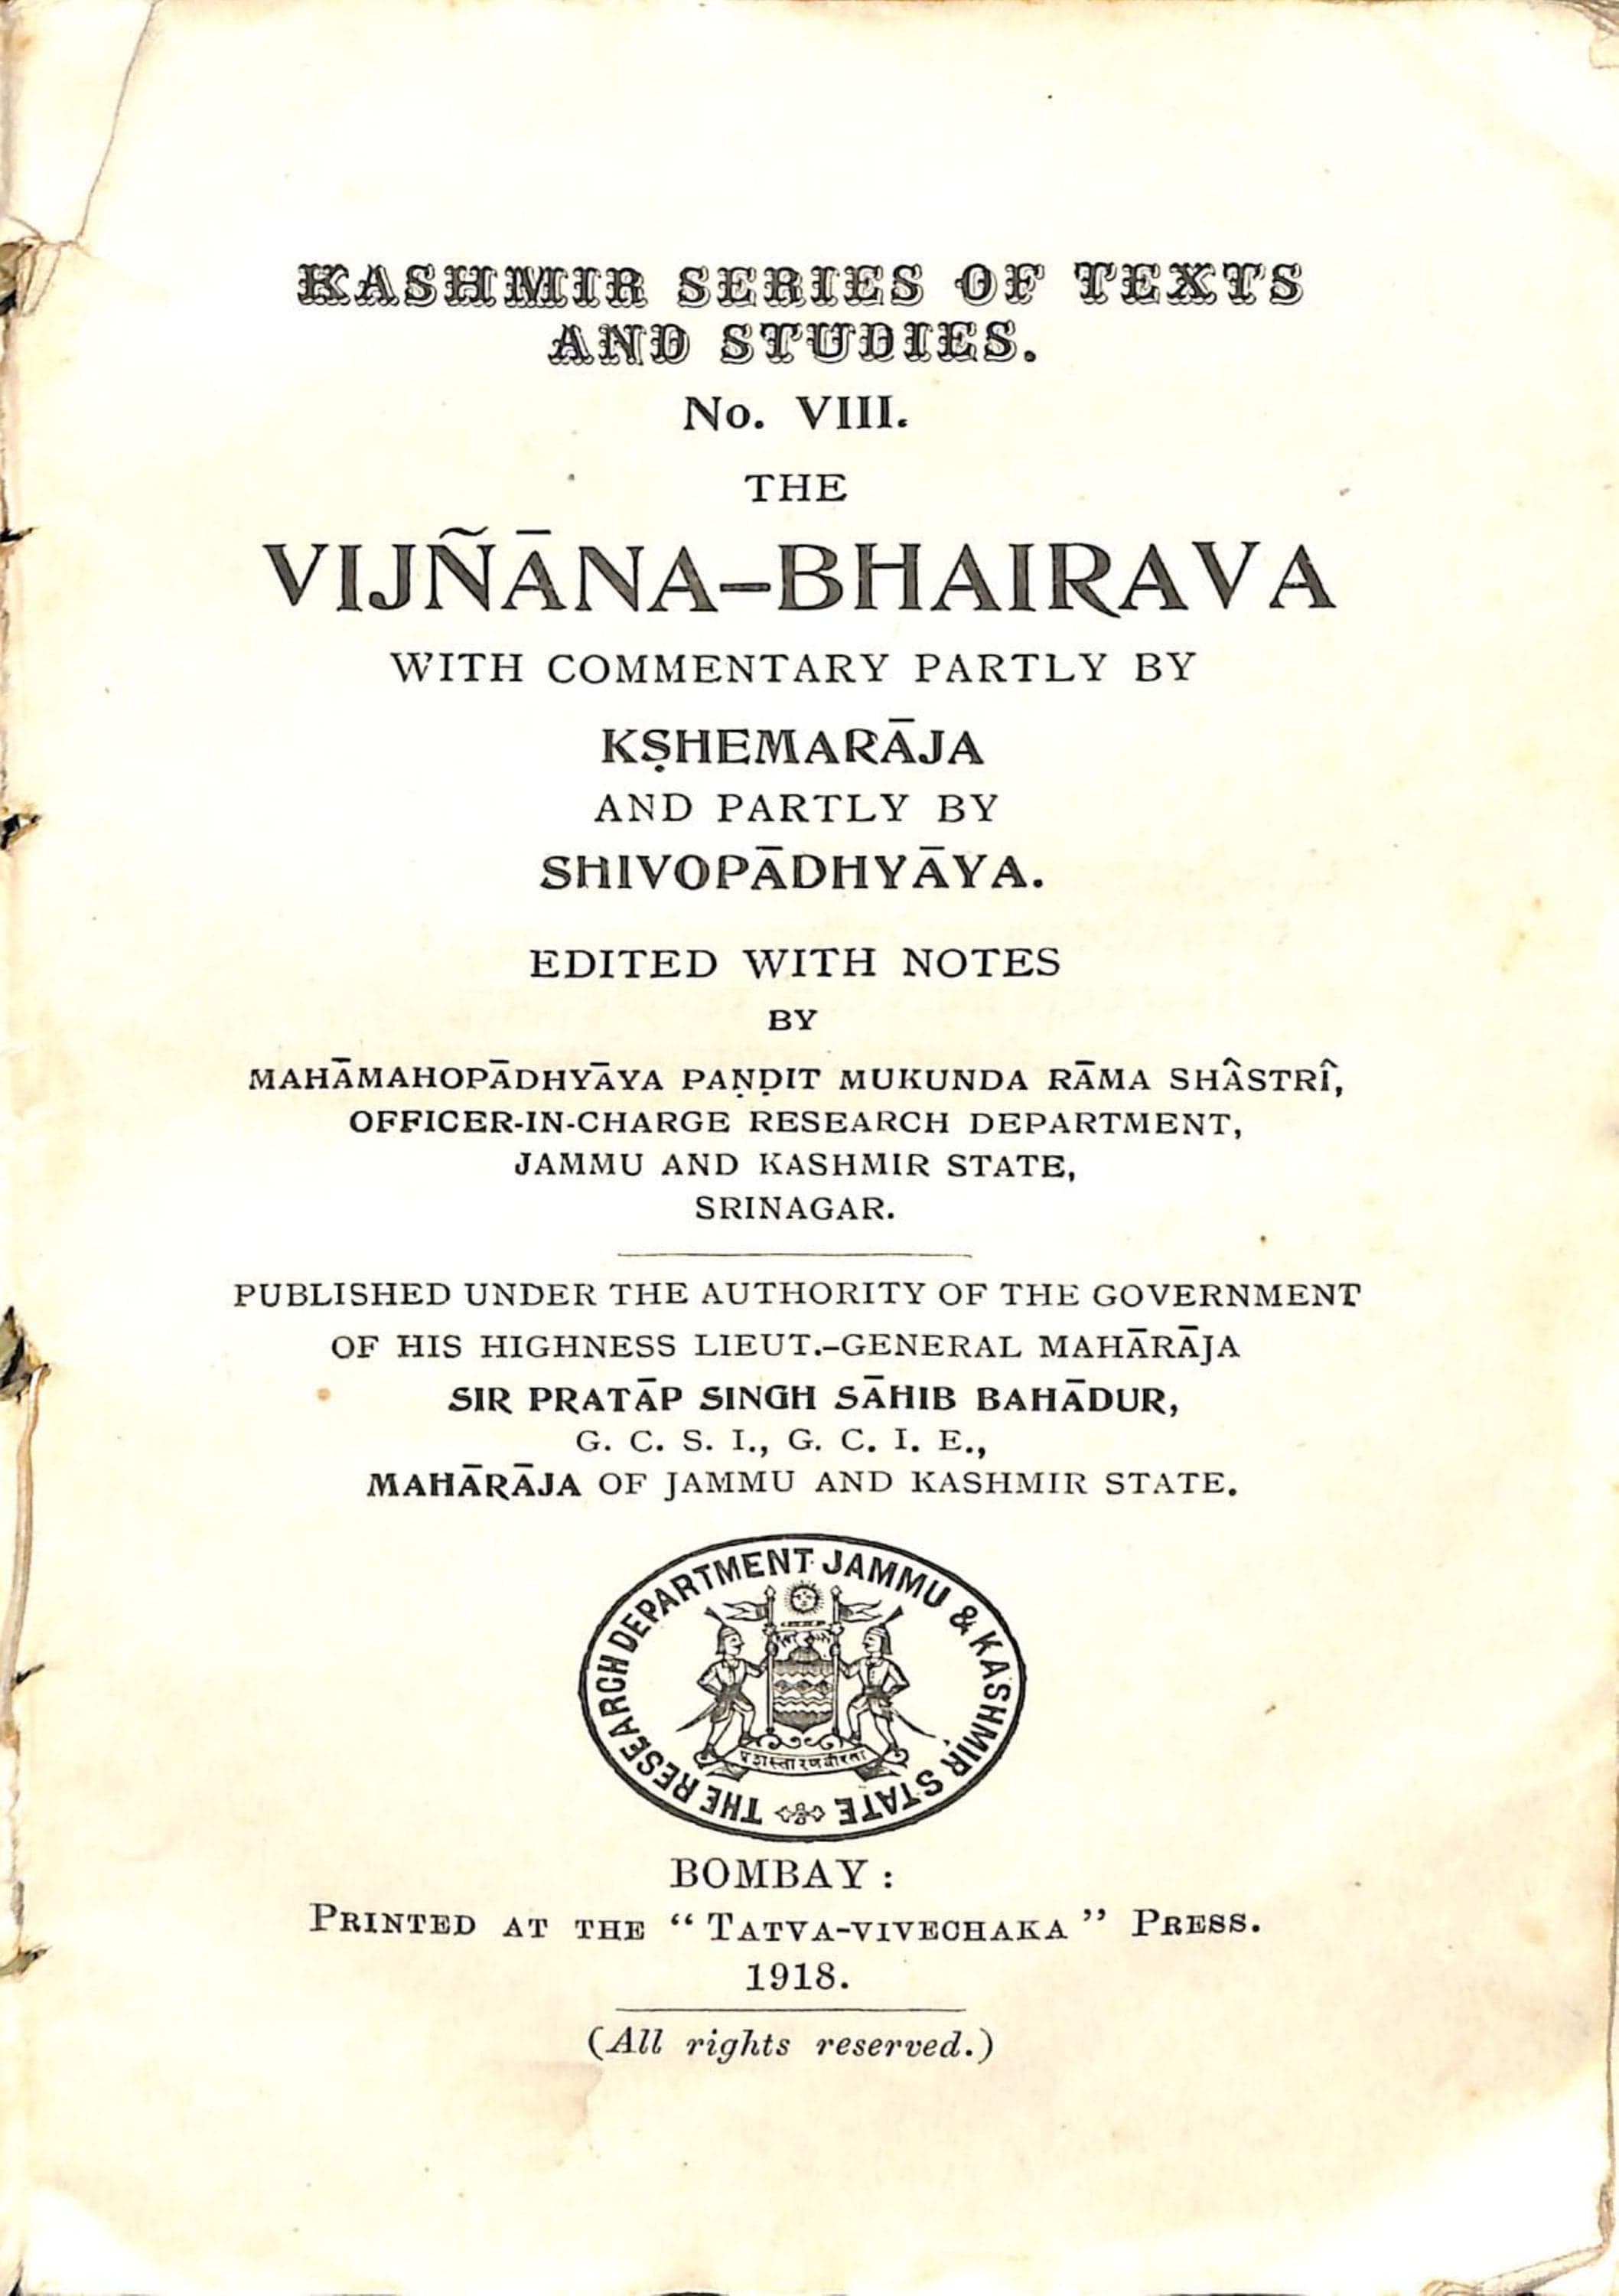 KASHMIR SERIES OF TEXTS
AND STUDIES.
No. VIII.
THE
VIJÑĀNA-BHAIRAVA
WITH COMMENTARY PARTLY BY
KṢHEMARĀJA
AND PARTLY BY
SHIVOPĀDHYĀYA.
EDITED WITH NOTES
BY
MAHĀMAHOPĀDHYĀYA PAṆḌIT MUKUNDA RĀMA SHÂSTRÎ,
OFFICER-IN-CHARGE RESEARCH DEPARTMENT,
JAMMU AND KASHMIR STATE,
SRINAGAR.
PUBLISHED UNDER THE AUTHORITY OF THE GOVERNMENT
OF HIS HIGHNESS LIEUT.-GENERAL MAHĀRĀJA
SIR PRATĀP SINGH SĀHIB BAHĀDUR,
G. C. S. I., G. C. I. E.,
MAHĀRĀJA OF JAMMU AND KASHMIR STATE.
THE RESEARCH DEPARTMENT JAMMU & KASHMIR STATE
प्रशस्ता रणवीरता
BOMBAY:
PRINTED AT THE "TATVA-VIVECHAKA" PRESS.
1918.
(All rights reserved.)